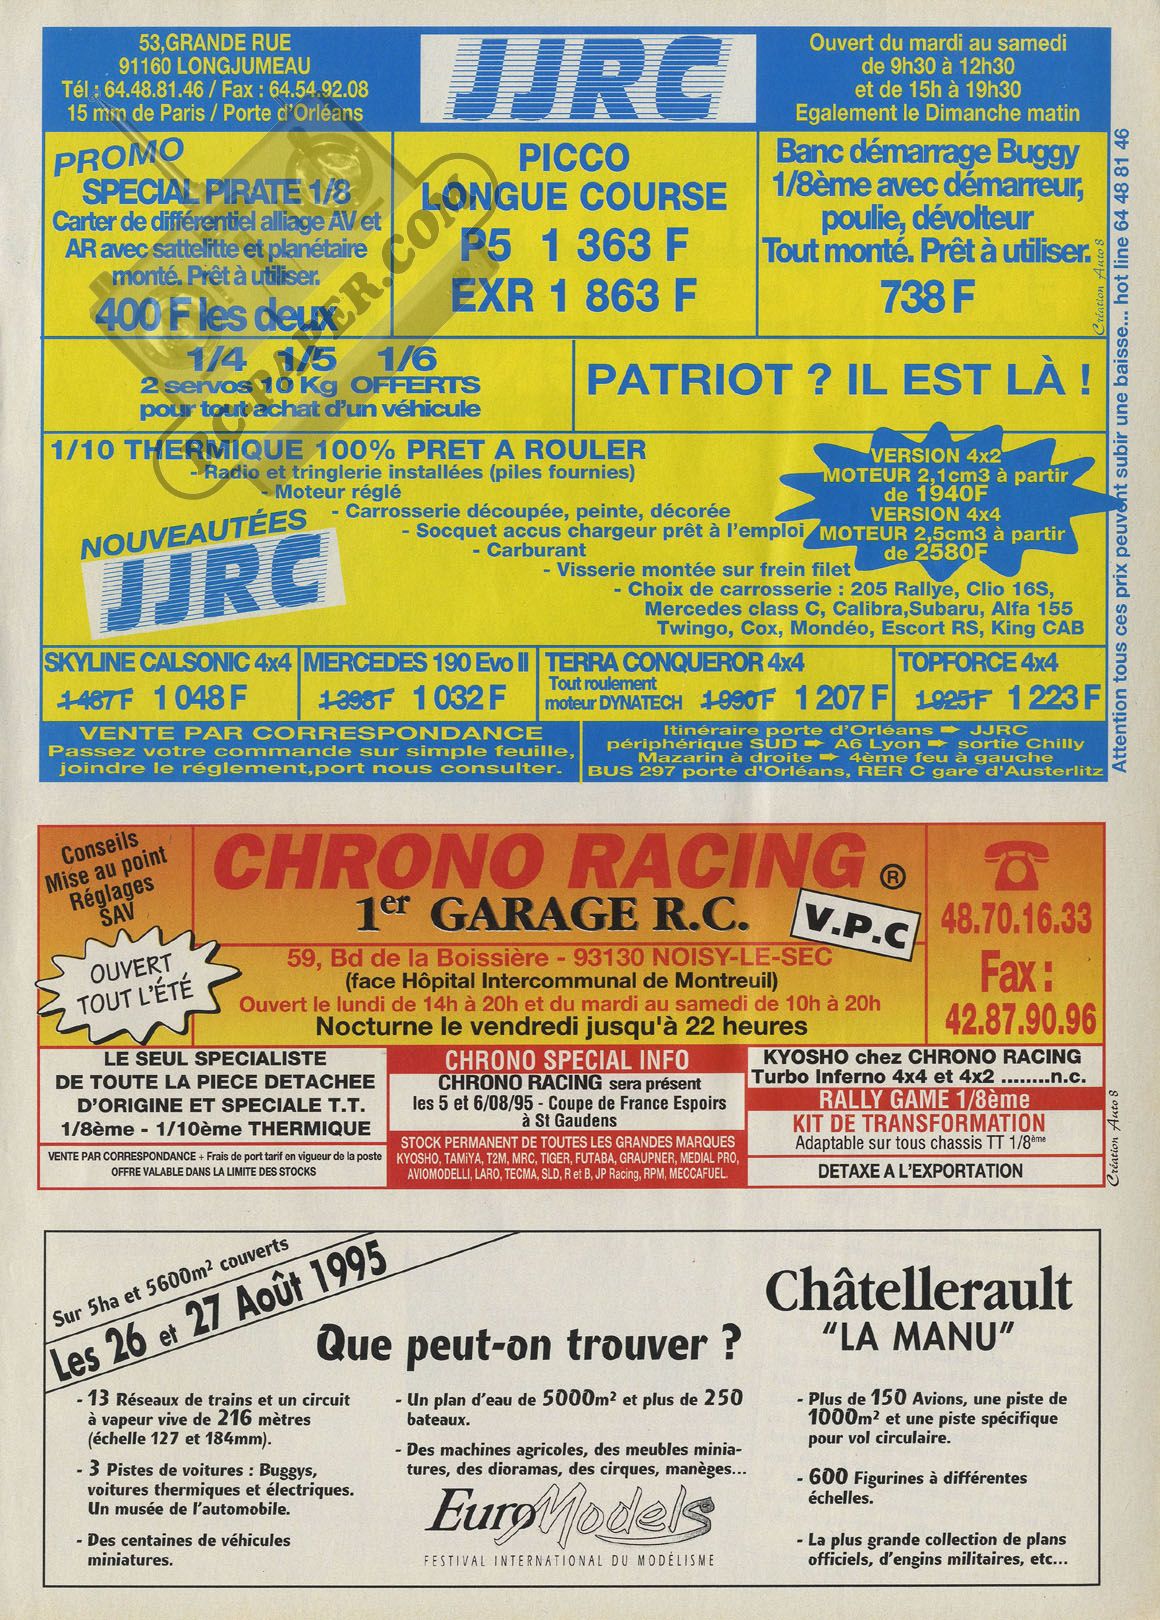 53,GRANDE RUE
91160 LONGJUMEAU
Tél : 64.48.81.46 / Fax : 64.54.92.08
15 mm de Paris / Porte d'Orléans
JJRC
Ouvert du mardi au samedi
de 9h30 à 12h30
et de 15h à 19h30
Egalement le Dimanche matin
PROMO
SPECIAL PIRATE 1/8
Carter de différentiel alliage AV et
AR avec sattelitte et planétaire
monté. Prêt à utiliser.
400 F les deux
PICCO
LONGUE COURSE
P5 1 363 F
EXR 1 863 F
Banc démarrage Buggy
1/8ème avec démarreur,
poulie, dévolteur
Tout monté. Prêt à utiliser.
738 F
Création Auto 8
RC-PAPER.COM
1/4 1/5 1/6
2 servos 10 Kg OFFERTS
pour tout achat d'un véhicule
PATRIOT ? IL EST LÀ !
1/10 THERMIQUE 100% PRET A ROULER
- Radio et tringlerie installées (piles fournies)
- Moteur réglé
- Carrosserie découpée, peinte, décorée
- Socquet accus chargeur prêt à l'emploi
- Carburant
- Visserie montée sur frein filet
- Choix de carrosserie : 205 Rallye, Clio 16S,
Mercedes class C, Calibra,Subaru, Alfa 155
Twingo, Cox, Mondéo, Escort RS, King CAB
NOUVEAUTÉES
JJRC
VERSION 4x2
MOTEUR 2,1cm3 à partir
de 1940F
VERSION 4x4
MOTEUR 2,5cm3 à partir
de 2580F
SKYLINE CALSONIC 4x4
1 487 F 1 048 F
MERCEDES 190 Evo II
1 398 F 1 032 F
TERRA CONQUEROR 4x4
Tout roulement
moteur DYNATECH 1 990 F 1 207 F
TOPFORCE 4x4
1 925 F 1 223 F
VENTE PAR CORRESPONDANCE
Passez votre commande sur simple feuille,
joindre le réglement,port nous consulter.
Itinéraire porte d'Orléans ➨ JJRC
périphérique SUD ➨ A6 Lyon ➨ sortie Chilly
Mazarin à droite ➨ 4ème feu à gauche
BUS 297 porte d'Orléans, RER C gare d'Austerlitz
Attention tous ces prix peuvent subir une baisse... hot line 64 48 81 46
Conseils
Mise au point
Réglages
SAV
OUVERT
TOUT L'ÉTÉ
CHRONO RACING ®
1er GARAGE R.C.
V.P.C
59, Bd de la Boissière - 93130 NOISY-LE-SEC
(face Hôpital Intercommunal de Montreuil)
Ouvert le lundi de 14h à 20h et du mardi au samedi de 10h à 20h
Nocturne le vendredi jusqu'à 22 heures
48.70.16.33
Fax :
42.87.90.96
LE SEUL SPECIALISTE
DE TOUTE LA PIECE DETACHEE
D'ORIGINE ET SPECIALE T.T.
1/8ème - 1/10ème THERMIQUE
VENTE PAR CORRESPONDANCE + Frais de port tarif en vigueur de la poste
OFFRE VALABLE DANS LA LIMITE DES STOCKS
CHRONO SPECIAL INFO
CHRONO RACING sera présent
les 5 et 6/08/95 - Coupe de France Espoirs
à St Gaudens
STOCK PERMANENT DE TOUTES LES GRANDES MARQUES
KYOSHO, TAMiYA, T2M, MRC, TIGER, FUTABA, GRAUPNER, MEDIAL PRO,
AVIOMODELLI, LARO, TECMA, SLD, R et B, JP Racing, RPM, MECCAFUEL.
KYOSHO chez CHRONO RACING
Turbo Inferno 4x4 et 4x2 .........n.c.
RALLY GAME 1/8ème
KIT DE TRANSFORMATION
Adaptable sur tous chassis TT 1/8ème
DETAXE A L'EXPORTATION
Création Auto 8
Sur 5ha et 5600m² couverts
Les 26 et 27 Août 1995
Que peut-on trouver ?
Châtellerault
"LA MANU"
- 13 Réseaux de trains et un circuit
à vapeur vive de 216 mètres
(échelle 127 et 184mm).
- 3 Pistes de voitures : Buggys,
voitures thermiques et électriques.
Un musée de l'automobile.
- Des centaines de véhicules
miniatures.
- Un plan d'eau de 5000m² et plus de 250
bateaux.
- Des machines agricoles, des meubles minia-
tures, des dioramas, des cirques, manèges...
EuroModels
FESTIVAL INTERNATIONAL DU MODÉLISME
- Plus de 150 Avions, une piste de
1000m² et une piste spécifique
pour vol circulaire.
- 600 Figurines à différentes
échelles.
- La plus grande collection de plans
officiels, d'engins militaires, etc...